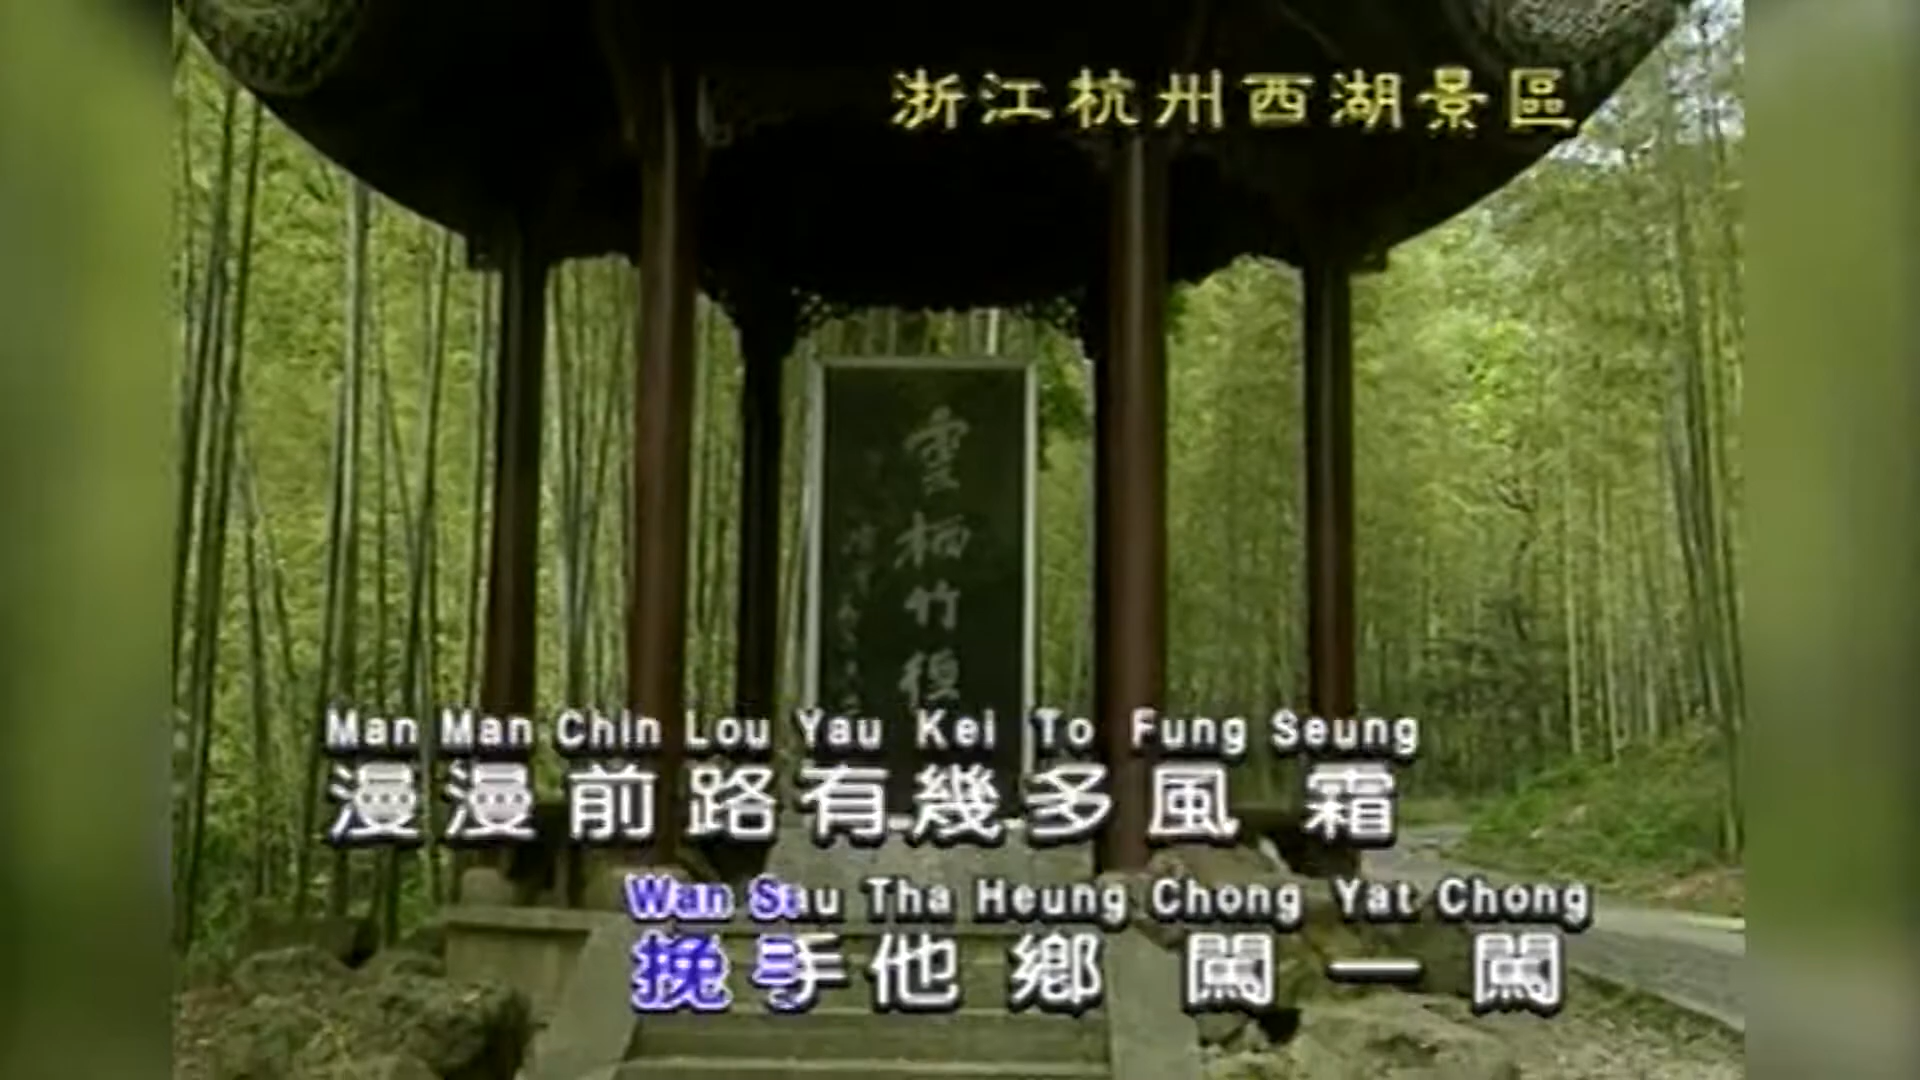 浙江杭州西湖景區
雲栖竹徑
Man Man Chin Lou Yau Kei To Fung Seung
漫漫前路有幾多風霜
Wan Sau Tha Heung Chong Yat Chong
挽手他鄉闖一闖